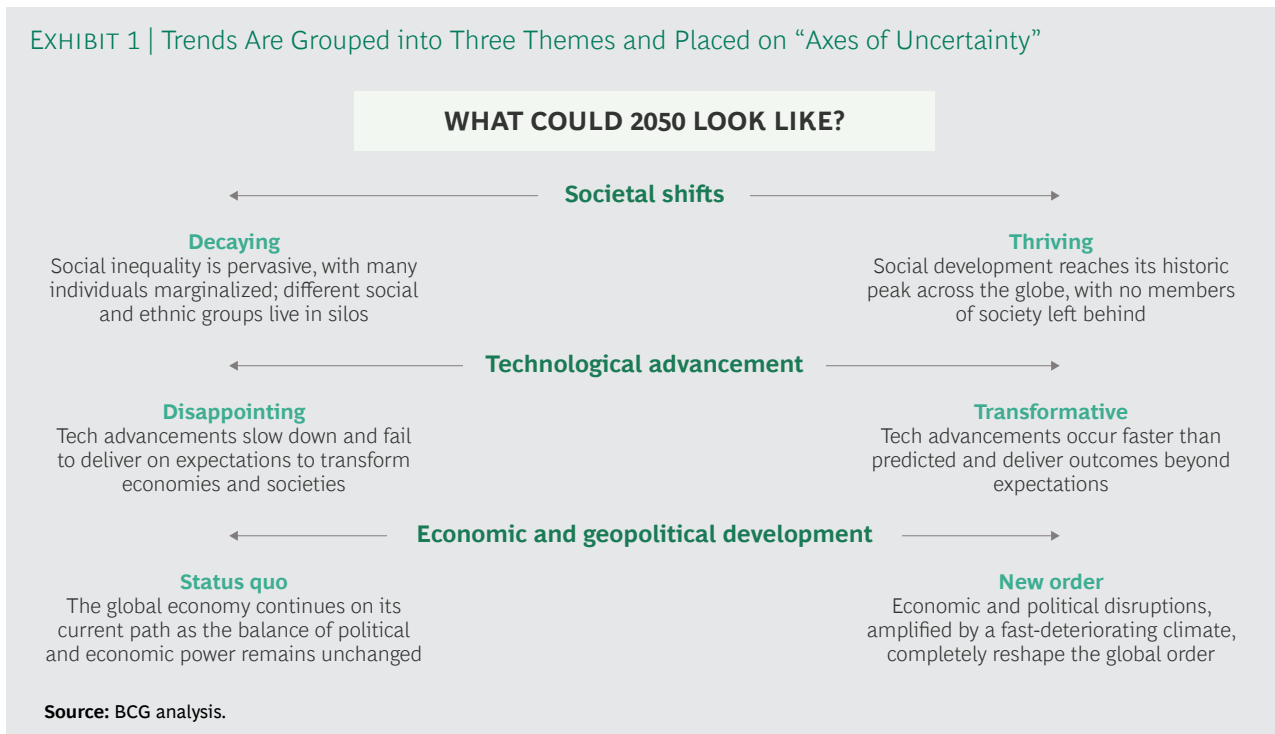 EXHIBIT 1 | Trends Are Grouped into Three Themes and Placed on “Axes of Uncertainty”
WHAT COULD 2050 LOOK LIKE?
Societal shifts
Decaying
Social inequality is pervasive, with many
individuals marginalized; different social
and ethnic groups live in silos
Thriving
Social development reaches its historic
peak across the globe, with no members
of society left behind
Technological advancement
Disappointing
Tech advancements slow down and fail
to deliver on expectations to transform
economies and societies
Transformative
Tech advancements occur faster than
predicted and deliver outcomes beyond
expectations
Economic and geopolitical development
Status quo
The global economy continues on its
current path as the balance of political
and economic power remains unchanged
New order
Economic and political disruptions,
amplified by a fast-deteriorating climate,
completely reshape the global order
Source: BCG analysis.